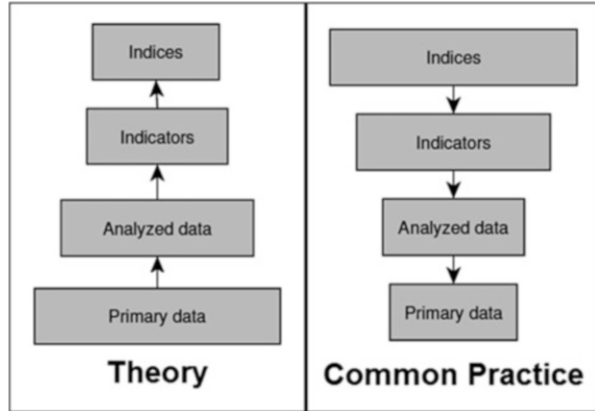 Indices
Indicators
Analyzed data
Primary data
Theory
Indices
Indicators
Analyzed data
Primary data
Common Practice